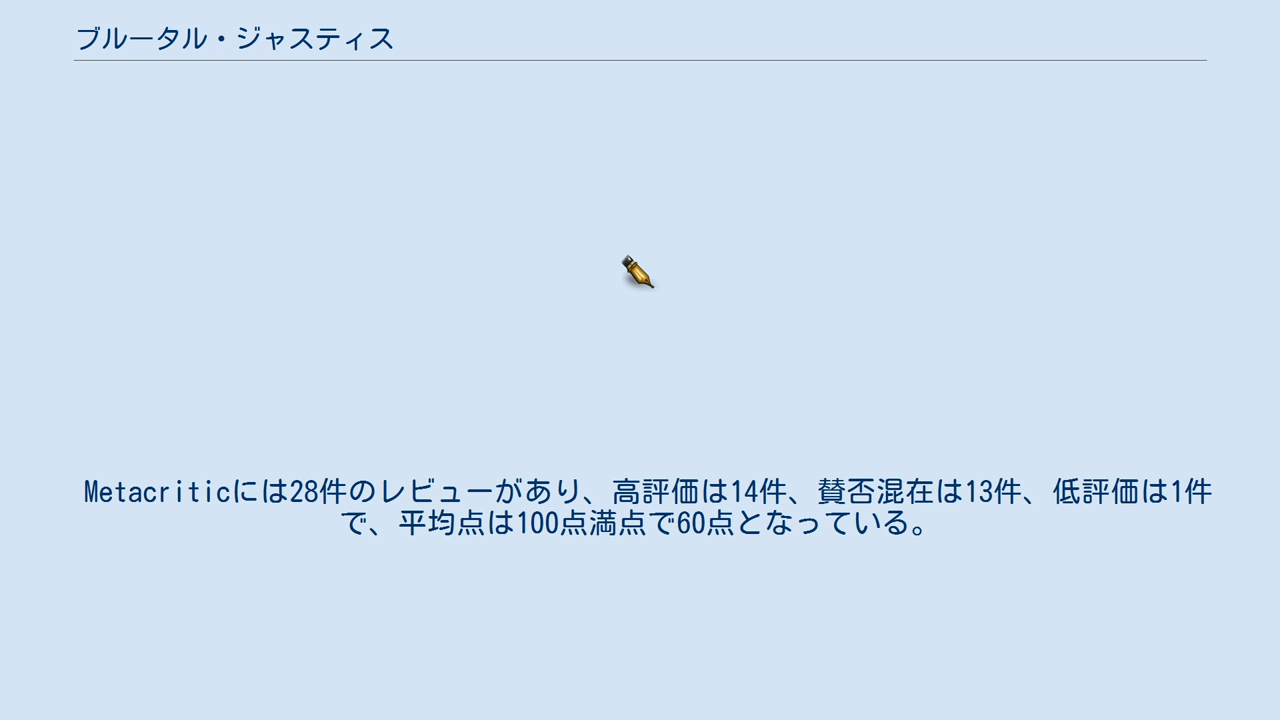 ブルータル・ジャスティス
Metacriticには28件のレビューがあり、高評価は14件、賛否混在は13件、低評価は1件
で、平均点は100点満点で60点となっている。